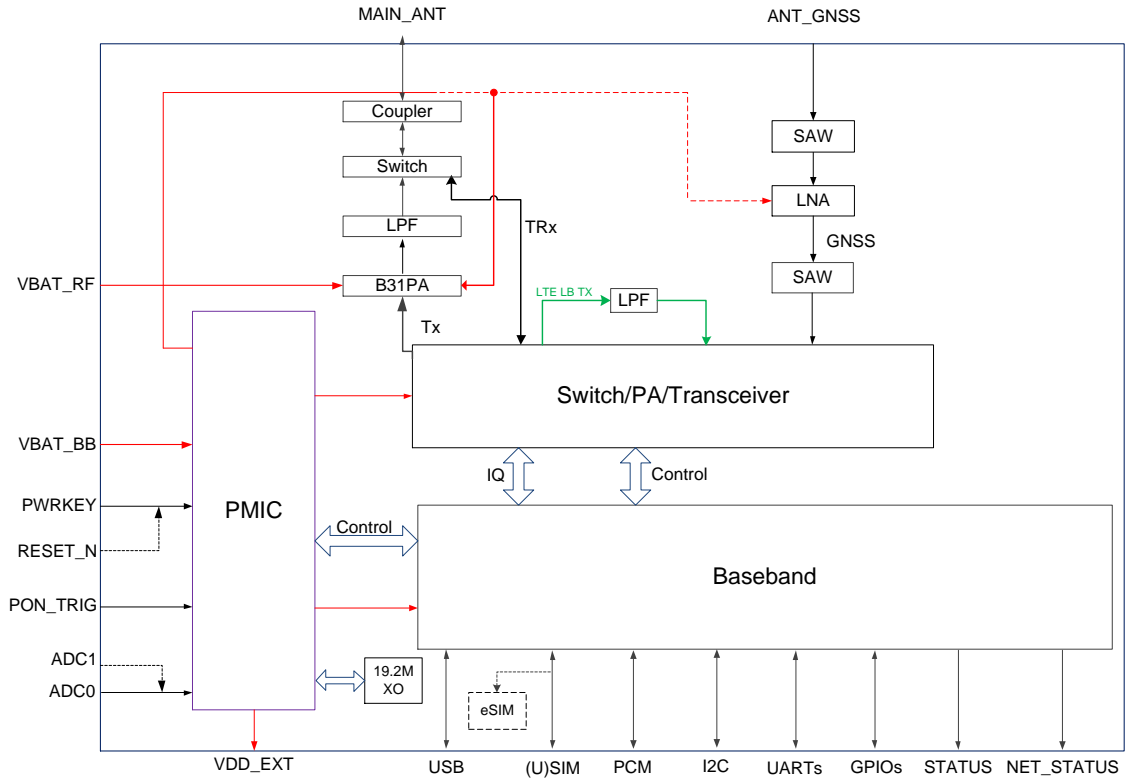 MAIN_ANT
ANT_GNSS
Coupler
SAW
Switch
LNA
LPF
TRx
GNSS
VBAT_RF
B31PA
SAW
LTE LB TX
LPF
Tx
Switch/PA/Transceiver
VBAT_BB
IQ
Control
PWRKEY
PMIC
Control
RESET_N
Baseband
PON_TRIG
ADC1
19.2M
XO
ADC0
eSIM
VDD_EXT
USB
(U)SIM
PCM
I2C
UARTs
GPIOs
STATUS
NET_STATUS